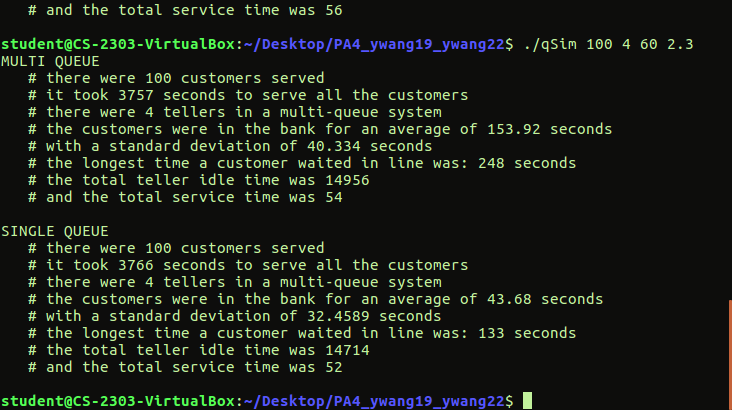 # and the total service time was 56
student@CS-2303-VirtualBox:~/Desktop/PA4_ywang19_ywang22$ ./qSim 100 4 60 2.3
MULTI QUEUE
# there were 100 customers served
# it took 3757 seconds to serve all the customers
# there were 4 tellers in a multi-queue system
# the customers were in the bank for an average of 153.92 seconds
# with a standard deviation of 40.334 seconds
# the longest time a customer waited in line was: 248 seconds
# the total teller idle time was 14956
# and the total service time was 54
SINGLE QUEUE
# there were 100 customers served
# it took 3766 seconds to serve all the customers
# there were 4 tellers in a multi-queue system
# the customers were in the bank for an average of 43.68 seconds
# with a standard deviation of 32.4589 seconds
# the longest time a customer waited in line was: 133 seconds
# the total teller idle time was 14714
# and the total service time was 52
student@CS-2303-VirtualBox:~/Desktop/PA4_ywang19_ywang22$